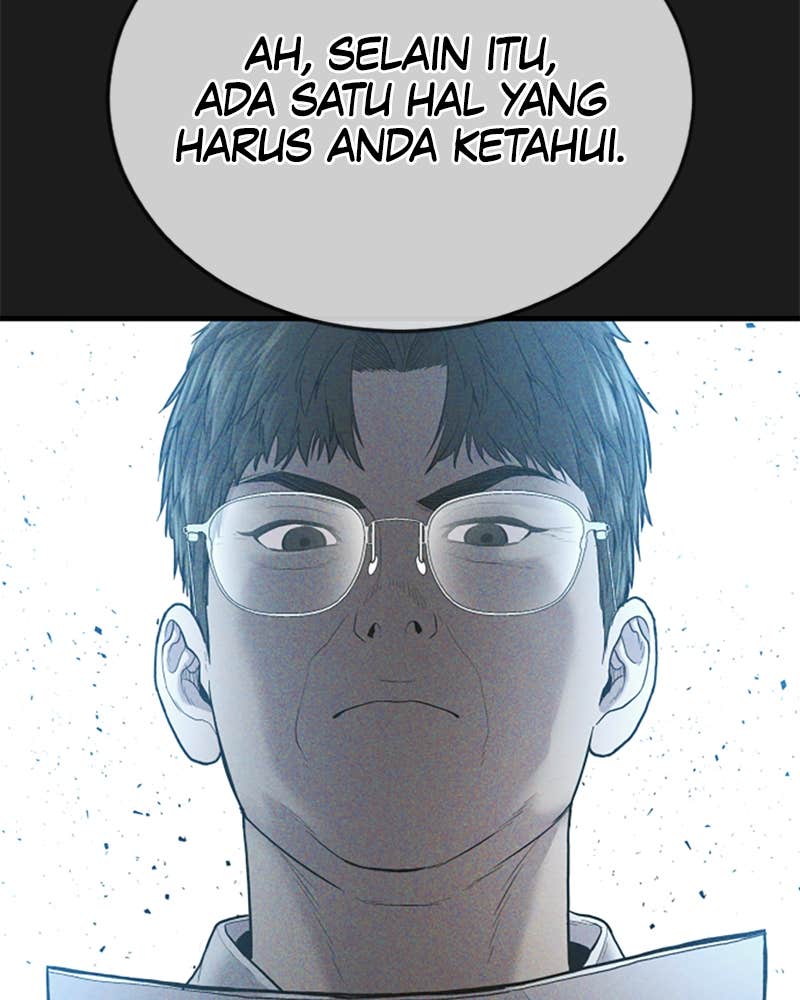 AH, SELAIN ITU,
ADA SATU HAL YANG
HARUS ANDA KETAHUI.